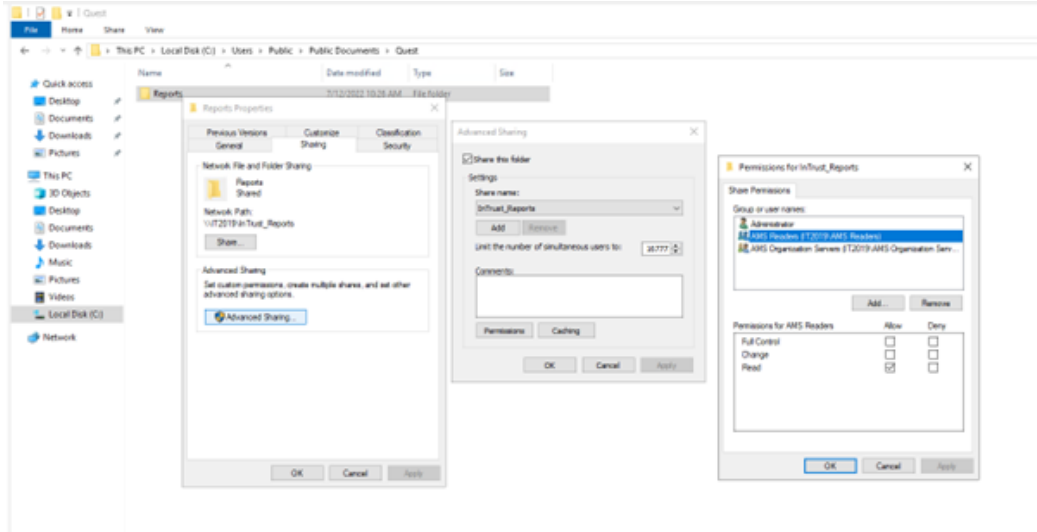 Quest
File Home Share View
This PC > Local Disk (C:) > Users > Public > Public Documents > Quest
Name Date modified Type Size
Quick access
Desktop
Documents
Downloads
Pictures
This PC
3D Objects
Desktop
Documents
Downloads
Music
Pictures
Videos
Local Disk (C:)
Network
Reports 7/12/2022 10:26 AM File folder
Reports Properties
Previous Versions Customize Classification
General Sharing Security
Network File and Folder Sharing
Reports
Shared
Network Path:
\\IT2019\InTrust_Reports
Share...
Advanced Sharing
Set custom permissions, create multiple shares, and set other
advanced sharing options.
Advanced Sharing...
OK Cancel Apply
Advanced Sharing
Share this folder
Settings
Share name:
InTrust_Reports
Add Remove
Limit the number of simultaneous users to: 16777
Comments:
Permissions Caching
OK Cancel Apply
Permissions for InTrust_Reports
Share Permissions
Group or user names:
Administrator
AMS Readers (IT2019\AMS Readers)
AMS Organization Servers (IT2019\AMS Organization Serv...
Add... Remove
Permissions for AMS Readers Allow Deny
Full Control
Change
Read
OK Cancel Apply